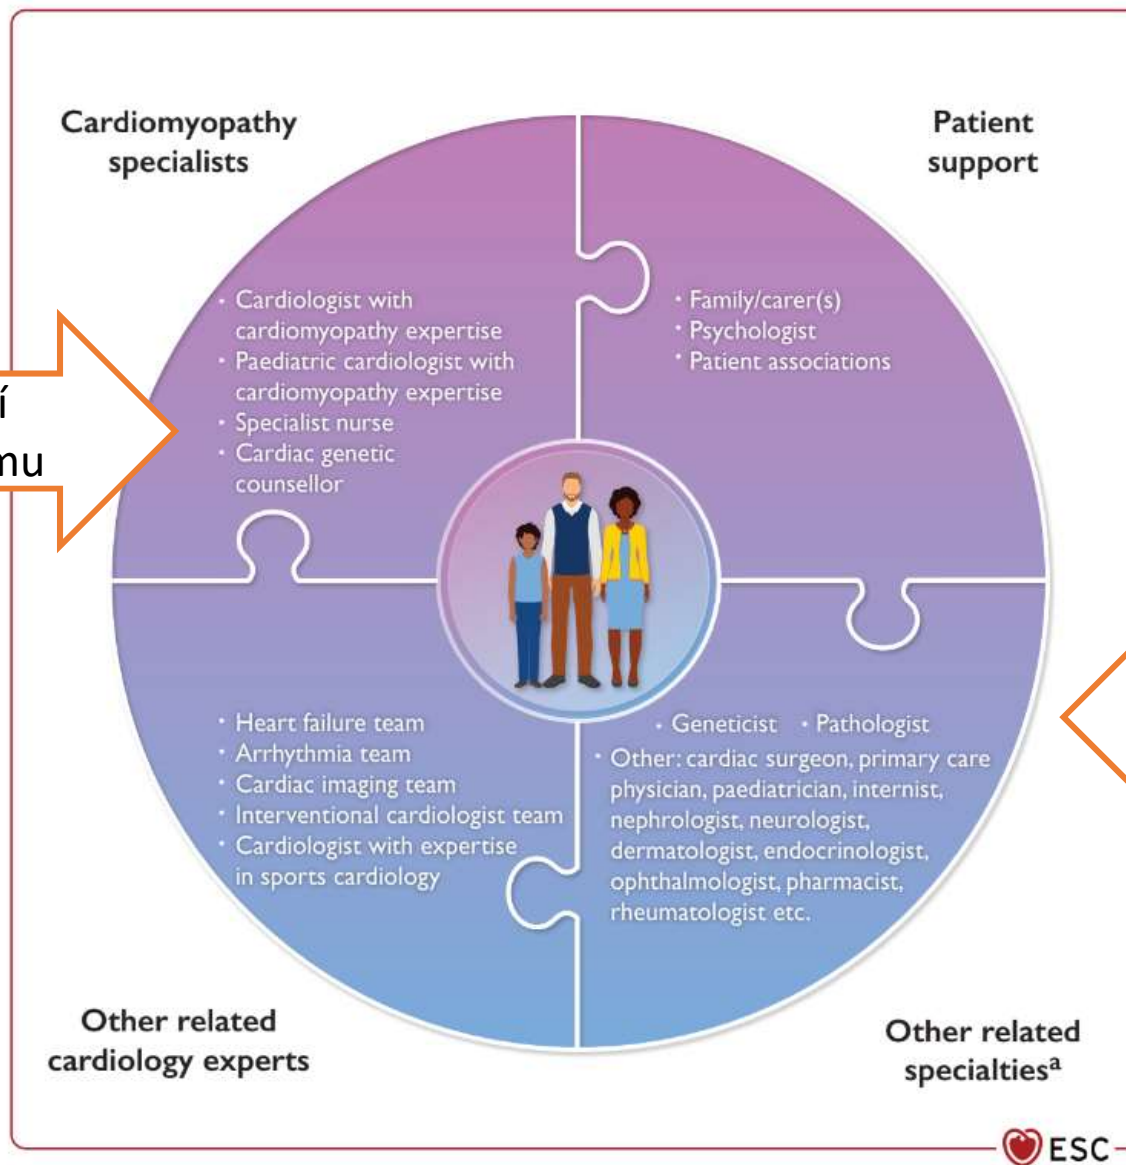 Cardiomyopathy
specialists
Patient
support
• Cardiologist with
cardiomyopathy expertise
• Paediatric cardiologist with
cardiomyopathy expertise
• Specialist nurse
• Cardiac genetic
counsellor
• Family/carer(s)
• Psychologist
• Patient associations
í
mu
• Heart failure team
• Arrhythmia team
• Cardiac imaging team
• Interventional cardiologist team
• Cardiologist with expertise
in sports cardiology
• Geneticist • Pathologist
• Other: cardiac surgeon, primary care
physician, paediatrician, internist,
nephrologist, neurologist,
dermatologist, endocrinologist,
ophthalmologist, pharmacist,
rheumatologist etc.
Other related
cardiology experts
Other related
specialtiesᵃ
ESC